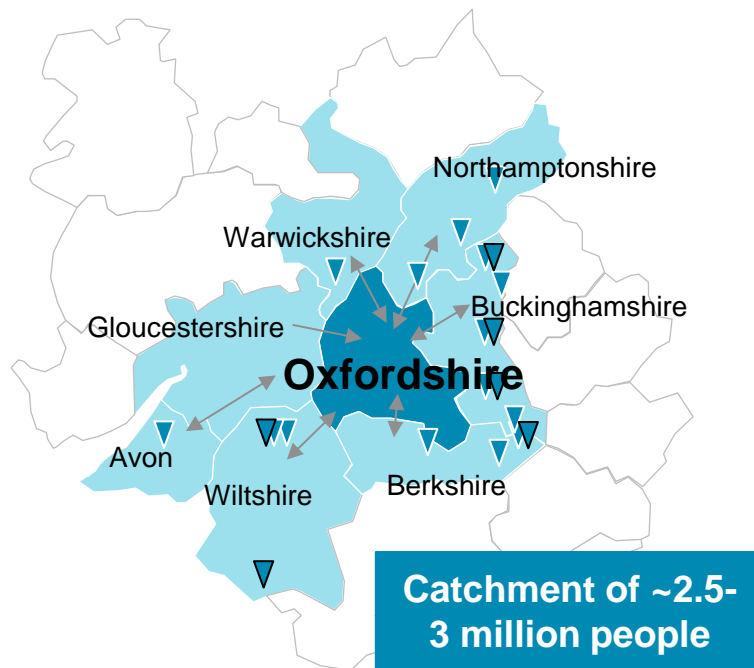 Northamptonshire
Warwickshire
Buckinghamshire
Gloucestershire
Oxfordshire
Avon
Wiltshire
Berkshire
Catchment of ~2.5-
3 million people